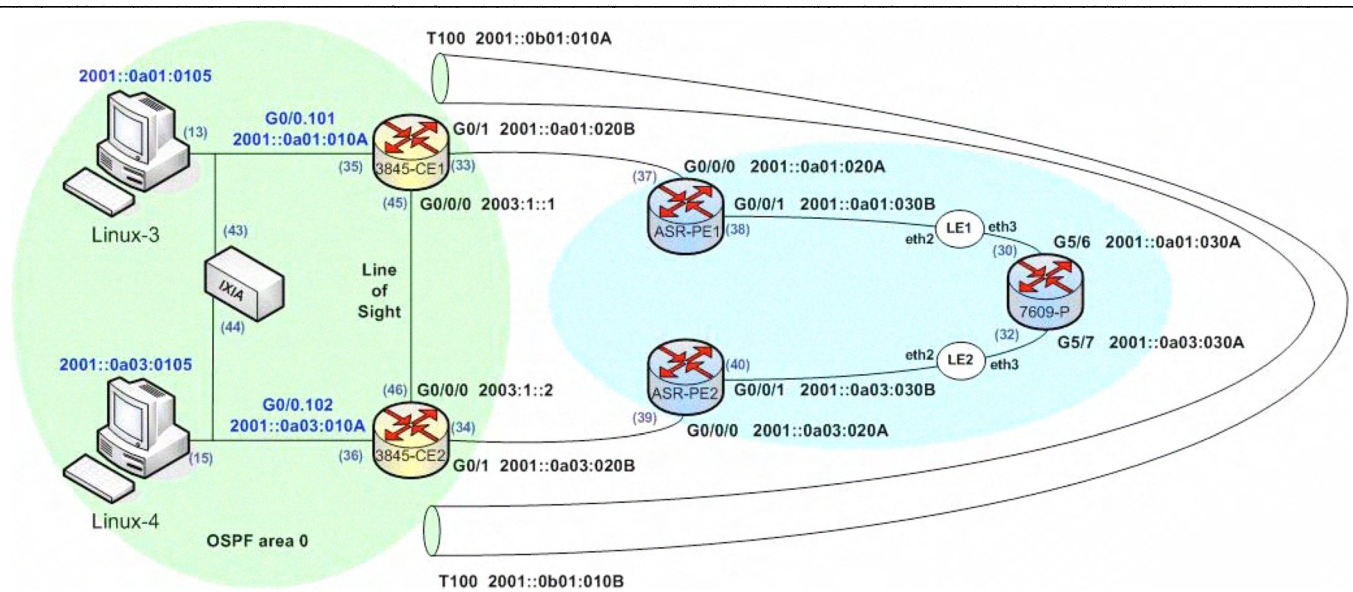 T100 2001::0b01:010A
2001::0a01:0105
(13)
G0/0.101
2001::0a01:010A
G0/1 2001::0a01:020B
(35)
3845-CE1
(33)
(45)
G0/0/0 2003:1::1
Linux-3
(43)
IXIA
(44)
Line
of
Sight
(37)
G0/0/0 2001::0a01:020A
ASR-PE1
G0/0/1 2001::0a01:030B
(38)
LE1
eth2
eth3
(30)
G5/6 2001::0a01:030A
7609-P
(32)
G5/7 2001::0a03:030A
eth2
LE2
eth3
(40)
ASR-PE2
G0/0/1 2001::0a03:030B
(39)
G0/0/0 2001::0a03:020A
2001::0a03:0105
(46)
G0/0/0 2003:1::2
G0/0.102
2001::0a03:010A
(15)
(36)
3845-CE2
(34)
G0/1 2001::0a03:020B
Linux-4
OSPF area 0
T100 2001::0b01:010B